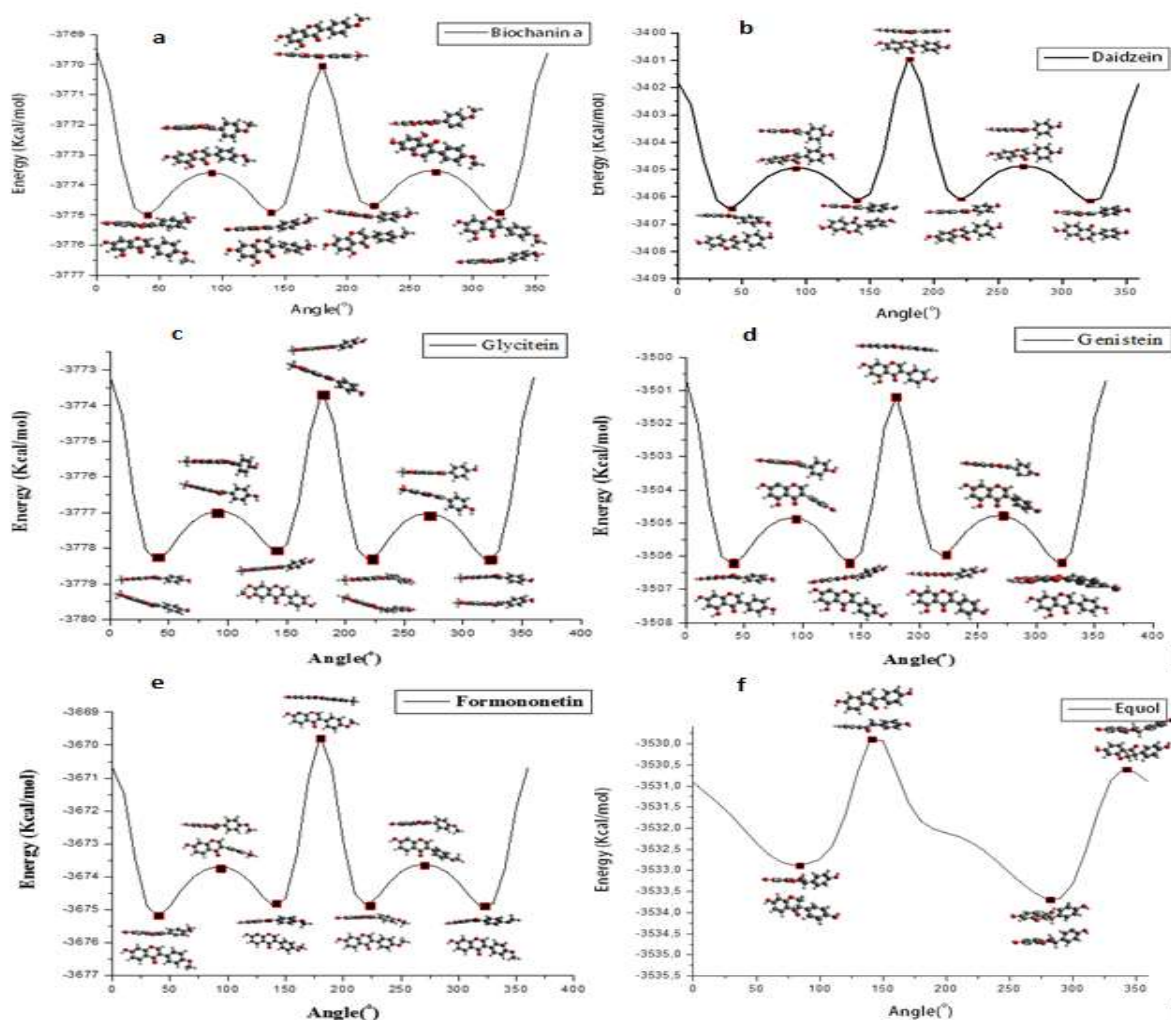 a
Biochanin a
-3769
-3770
-3771
-3772
-3773
-3774
-3775
-3776
-3777
Energy (Kcal/mol)
0 50 100 150 200 250 300 350
Angle(°)
b
Daidzein
-3400
-3401
-3402
-3403
-3404
-3405
-3406
-3407
-3408
-3409
Energy (Kcal/mol)
0 50 100 150 200 250 300 350
Angle(°)
c
Glycitein
-3773
-3774
-3775
-3776
-3777
-3778
-3779
-3780
Energy (Kcal/mol)
0 50 100 150 200 250 300 350 400
Angle(°)
d
Genistein
-3500
-3501
-3502
-3503
-3504
-3505
-3506
-3507
-3508
Energy (Kcal/mol)
0 50 100 150 200 250 300 350 400
Angle(°)
e
Formononetin
-3669
-3670
-3671
-3672
-3673
-3674
-3675
-3676
-3677
Energy (Kcal/mol)
0 50 100 150 200 250 300 350 400
Angle(°)
f
Equol
-3530,0
-3530,5
-3531,0
-3531,5
-3532,0
-3532,5
-3533,0
-3533,5
-3534,0
-3534,5
-3535,0
-3535,5
Energy (Kcal/mol)
0 50 100 150 200 250 300 350
Angle(°)